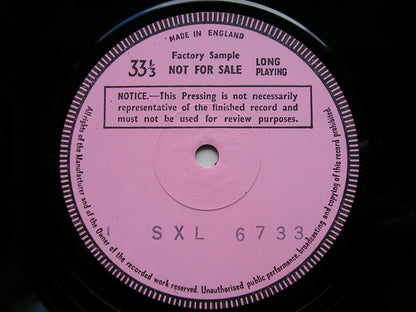 MADE IN ENGLAND
Factory Sample
33⅓ NOT FOR SALE LONG PLAYING
NOTICE.—This Pressing is not necessarily
representative of the finished record and
must not be used for review purposes.
1 SXL 6733
All rights of the Manufacturer and of the Owner of the recorded work reserved. Unauthorised public performance, broadcasting and copying of this record prohibited.